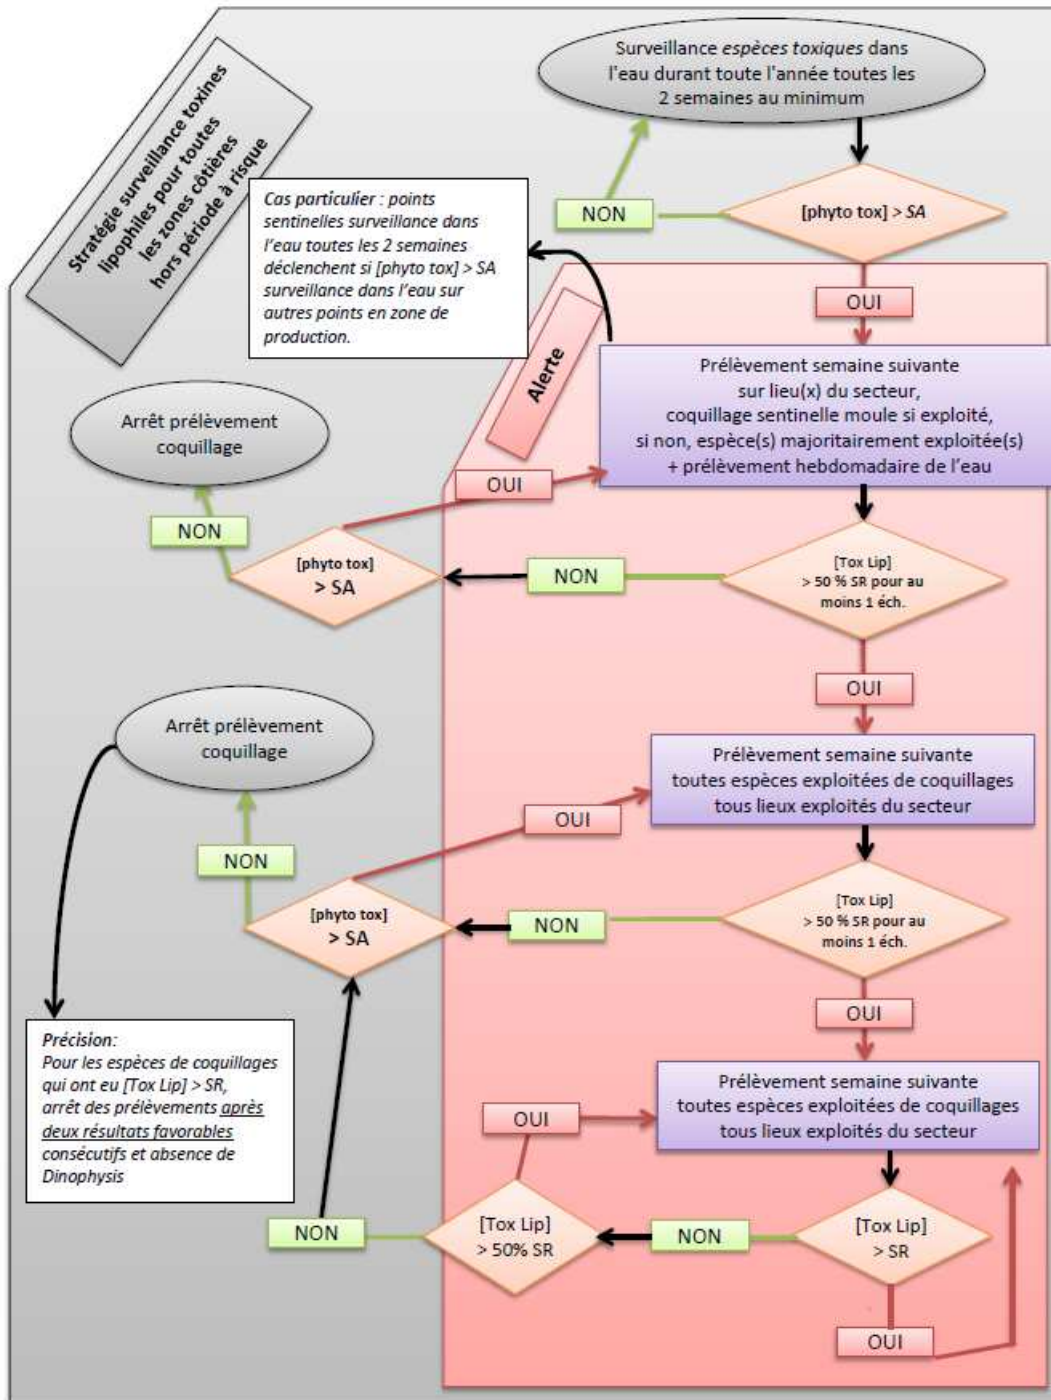 Stratégie surveillance toxines
lipophiles pour toutes
les zones côtières
hors période à risque
Surveillance espèces toxiques dans
l'eau durant toute l'année toutes les
2 semaines au minimum
NON
[phyto tox] > SA
OUI
Cas particulier : points
sentinelles surveillance dans
l'eau toutes les 2 semaines
déclenchent si [phyto tox] > SA
surveillance dans l'eau sur
autres points en zone de
production.
Alerte
Prélèvement semaine suivante
sur lieu(x) du secteur,
coquillage sentinelle moule si exploité,
si non, espèce(s) majoritairement exploitée(s)
+ prélèvement hebdomadaire de l'eau
Arrêt prélèvement
coquillage
OUI
NON
[phyto tox]
> SA
NON
[Tox Lip]
> 50 % SR pour au
moins 1 éch.
OUI
Arrêt prélèvement
coquillage
Prélèvement semaine suivante
toutes espèces exploitées de coquillages
tous lieux exploités du secteur
OUI
NON
[phyto tox]
> SA
NON
[Tox Lip]
> 50 % SR pour au
moins 1 éch.
OUI
Précision:
Pour les espèces de coquillages
qui ont eu [Tox Lip] > SR,
arrêt des prélèvements après
deux résultats favorables
consécutifs et absence de
Dinophysis
Prélèvement semaine suivante
toutes espèces exploitées de coquillages
tous lieux exploités du secteur
OUI
NON
[Tox Lip]
> 50% SR
NON
[Tox Lip]
> SR
OUI